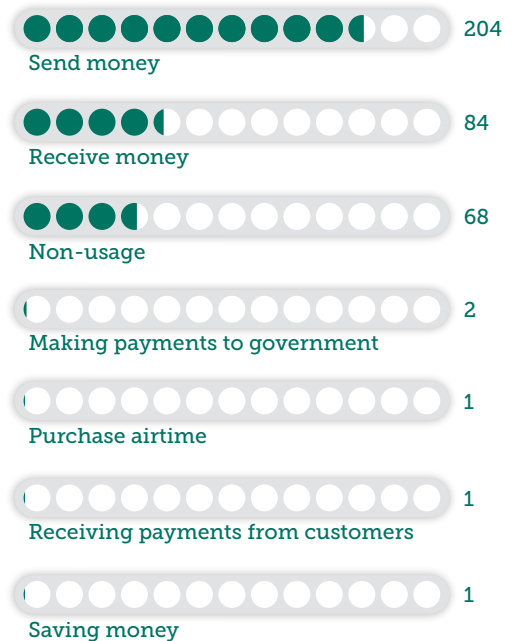 204
Send money
84
Receive money
68
Non-usage
2
Making payments to government
1
Purchase airtime
1
Receiving payments from customers
1
Saving money